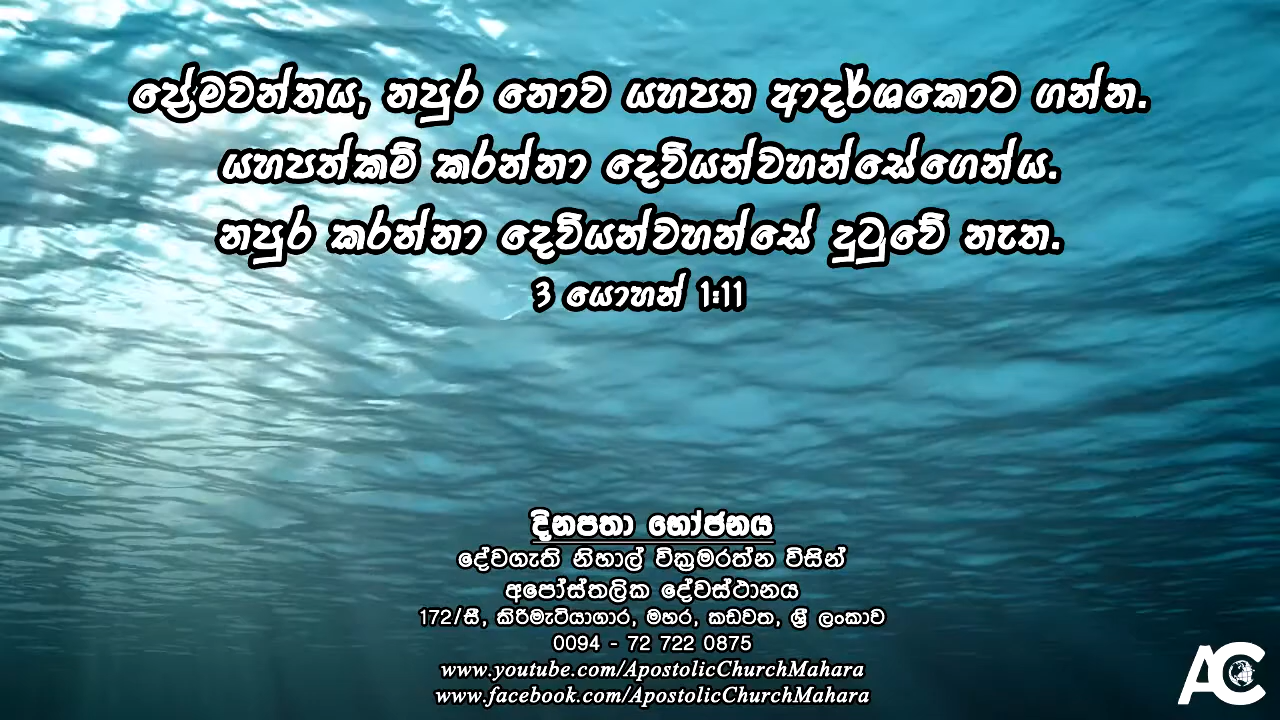 ප්‍රේමවන්තය, නපුර නොව යහපත ආදර්ශකොට ගන්න.
යහපත්කම් කරන්නා දෙවියන්වහන්සේගෙන්ය.
නපුර කරන්නා දෙවියන්වහන්සේ දුටුවේ නැත.
3 යොහන් 1:11
දිනපතා භෝජනය
දේවගැති නිහාල් වික්‍රමරත්න විසින්
අපෝස්තලික දේවස්ථානය
172/සී, කිරිමැටියාගාර, මහර, කඩවත, ශ්‍රී ලංකාව
0094 - 72 722 0875
www.youtube.com/ApostolicChurchMahara
www.facebook.com/ApostolicChurchMahara
AC